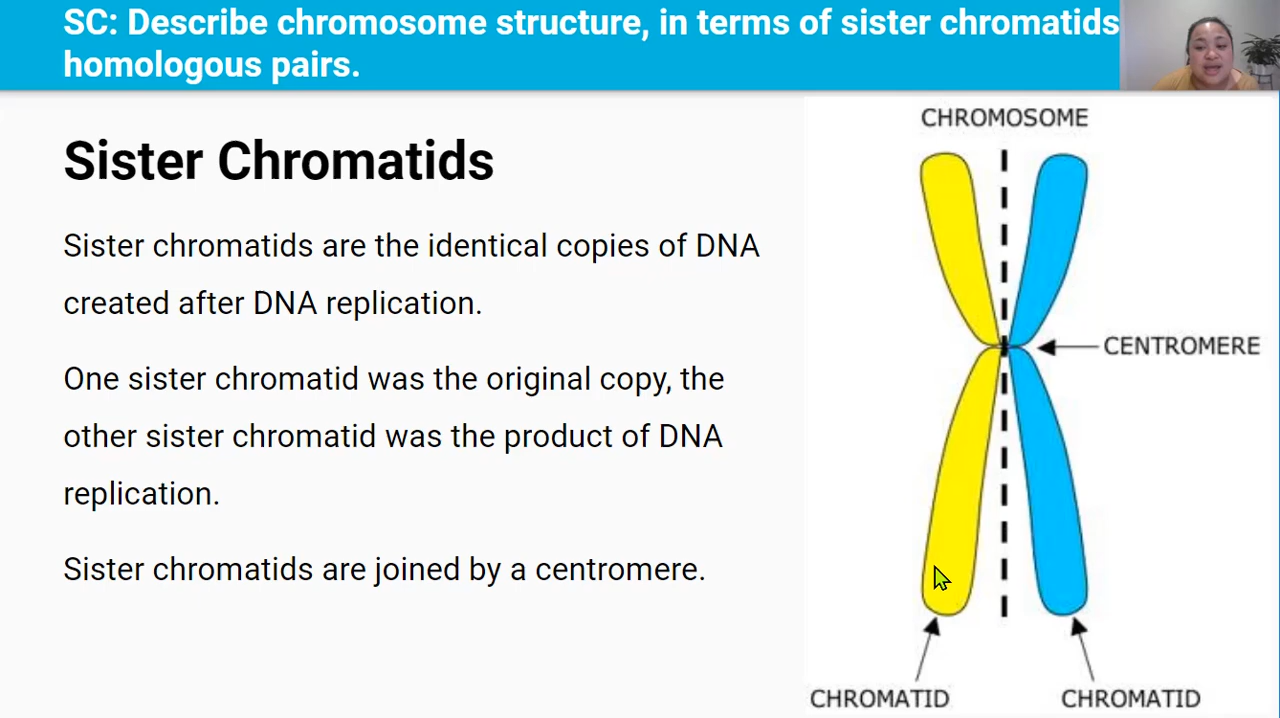 SC: Describe chromosome structure, in terms of sister chromatids
homologous pairs.
CHROMOSOME
Sister Chromatids
Sister chromatids are the identical copies of DNA
created after DNA replication.
CENTROMERE
One sister chromatid was the original copy, the
other sister chromatid was the product of DNA
replication.
Sister chromatids are joined by a centromere.
CHROMATID
CHROMATID